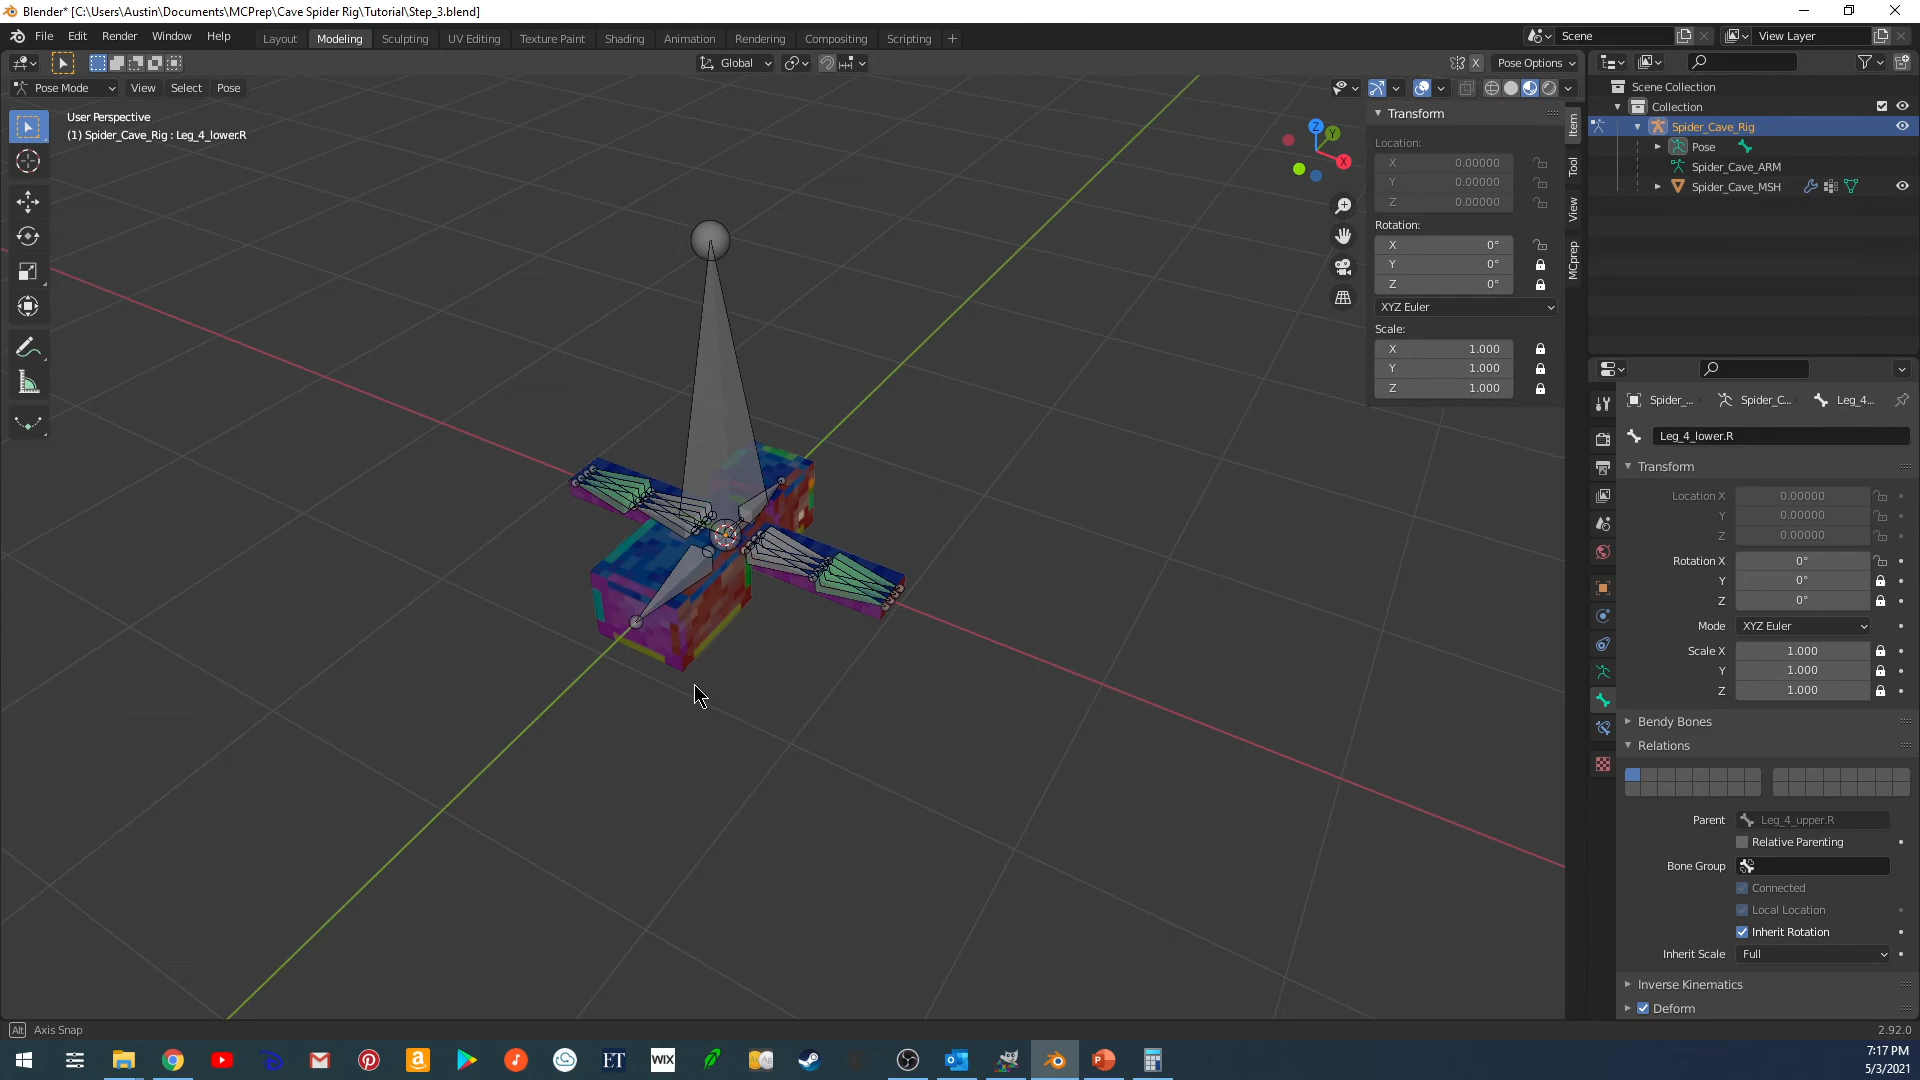 Blender* [C:\Users\Austin\Documents\MCPrep\Cave Spider Rig\Tutorial\Step_3.blend]
File Edit Render Window Help
Layout Modeling Sculpting UV Editing Texture Paint Shading Animation Rendering Compositing Scripting +
Scene
View Layer
Global
X
Pose Options
Pose Mode View Select Pose
User Perspective
(1) Spider_Cave_Rig : Leg_4_lowerR
Z
Y
X
Transform
Location:
X 0.00000
Y 0.00000
Z 0.00000
Rotation:
X 0°
Y 0°
Z 0°
XYZ Euler
Scale:
X 1.000
Y 1.000
Z 1.000
Item
Tool
View
MCprep
Scene Collection
Collection
Spider_Cave_Rig
Pose
Spider_Cave_ARM
Spider_Cave_MSH
Spider_... Spider_C... Leg_4...
Leg_4_lower.R
Transform
Location X 0.00000
Y 0.00000
Z 0.00000
Rotation X 0°
Y 0°
Z 0°
Mode XYZ Euler
Scale X 1.000
Y 1.000
Z 1.000
Bendy Bones
Relations
Parent Leg_4_upper.R
Relative Parenting
Bone Group
Connected
Local Location
Inherit Rotation
Inherit Scale Full
Inverse Kinematics
Deform
Alt Axis Snap
2.92.0
ET
WIX
7:17 PM
5/3/2021